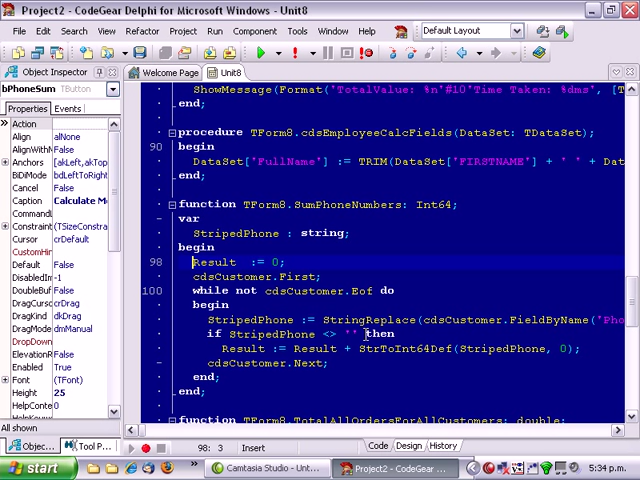 Project2 - CodeGear Delphi for Microsoft Windows - Unit8
File Edit Search View Refactor Project Run Component Tools Window Help
Default Layout
Object Inspector
Welcome Page Unit8
bPhoneSum TButton
Properties Events
Action
Align alNone
AlignWithM False
Anchors [akLeft,akTop
BiDiMode bdLeftToRight
Cancel False
Caption Calculate M
CommandL
Constraint (TSizeConstra
Cursor crDefault
CustomHin
Default False
DisabledIm -1
DoubleBuf False
DragCurso crDrag
DragKind dkDrag
DragMode dmManual
DropDown
Elevation False
Enabled True
Font (TFont)
Height 25
HelpConte 0
All shown
Objec... Tool P...
ShowMessage(Format('TotalValue: %n'#10'Time Taken: %dms', [T
end;
procedure TForm8.cdsEmployeeCalcFields(DataSet: TDataSet);
90 begin
DataSet['FullName'] := TRIM(DataSet['FIRSTNAME'] + ' ' + Dat
end;
function TForm8.SumPhoneNumbers: Int64;
var
StripedPhone : string;
begin
98 Result := 0;
cdsCustomer.First;
100 while not cdsCustomer.Eof do
begin
StripedPhone := StringReplace(cdsCustomer.FieldByName('Pho
if StripedPhone <> '' then
Result := Result + StrToInt64Def(StripedPhone, 0);
cdsCustomer.Next;
end;
end;
function TForm8.TotalAllOrdersForAllCustomers: double;
98: 3 Insert Code Design History
start Camtasia Studio - Unt... Project2 - CodeGear ... 5:34 p.m.